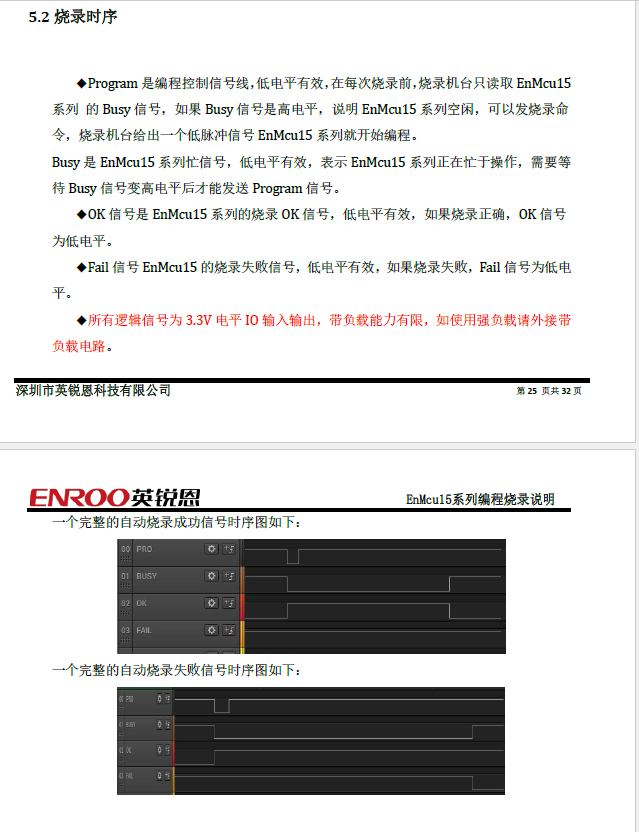 5.2 烧录时序
◆Program 是编程控制信号线,低电平有效,在每次烧录前,烧录机台只读取 EnMcu15
系列 的 Busy 信号，如果 Busy 信号是高电平，说明 EnMcu15 系列空闲，可以发烧录命
令，烧录机台给出一个低脉冲信号 EnMcu15 系列就开始编程。
Busy 是 EnMcu15 系列忙信号，低电平有效，表示 EnMcu15 系列正在忙于操作，需要等
待 Busy 信号变高电平后才能发送 Program 信号。
◆OK 信号是 EnMcu15 系列的烧录 OK 信号，低电平有效，如果烧录正确，OK 信号
为低电平。
◆Fail 信号 EnMcu15 的烧录失败信号，低电平有效，如果烧录失败，Fail 信号为低电
平。
◆所有逻辑信号为 3.3V 电平 IO 输入输出，带负载能力有限，如使用强负载请外接带
负载电路。
深圳市英锐恩科技有限公司 第 25 页共 32 页
ENROO英锐恩 EnMcu15系列编程烧录说明
一个完整的自动烧录成功信号时序图如下：
00 PRO
01 BUSY
02 OK
03 FAIL
一个完整的自动烧录失败信号时序图如下：
00 PRO
01 BUSY
02 OK
03 FAIL